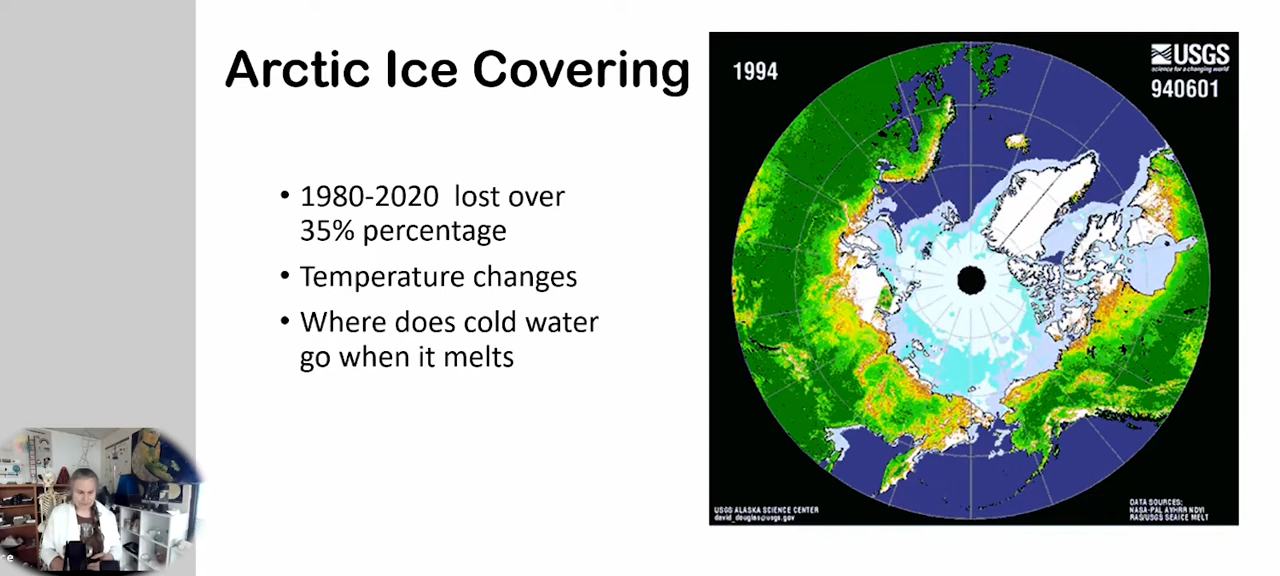 Arctic Ice Covering
• 1980-2020 lost over
35% percentage
• Temperature changes
• Where does cold water
go when it melts
1994
USGS
science for a changing world
940601
USGS ALASKA SCIENCE CENTER
david_douglas@usgs.gov
DATA SOURCES:
NASA-PAL AVHRR NDVI
RAS/USGS SEAICE MELT